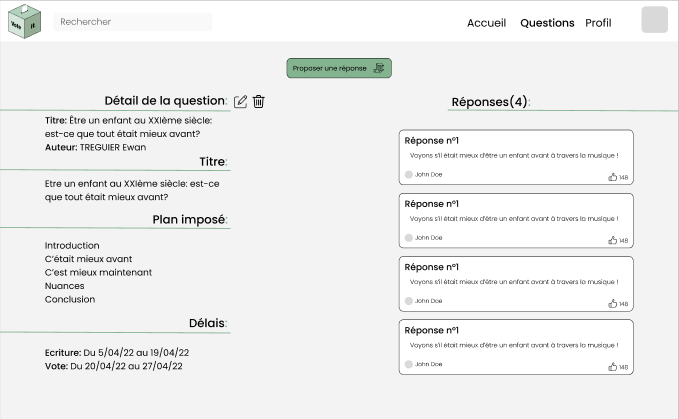 Vote it
Rechercher
Accueil Questions Profil
Proposer une réponse
Détail de la question:
Titre: Être un enfant au XXIème siècle:
est-ce que tout était mieux avant?
Auteur: TREGUIER Ewan
Titre:
Etre un enfant au XXIème siècle: est-ce
que tout était mieux avant?
Plan imposé:
Introduction
C'était mieux avant
C'est mieux maintenant
Nuances
Conclusion
Délais:
Ecriture: Du 5/04/22 au 19/04/22
Vote: Du 20/04/22 au 27/04/22
Réponses(4):
Réponse n°1
Voyons s'il était mieux d'être un enfant avant à travers la musique !
John Doe
148
Réponse n°1
Voyons s'il était mieux d'être un enfant avant à travers la musique !
John Doe
148
Réponse n°1
Voyons s'il était mieux d'être un enfant avant à travers la musique !
John Doe
148
Réponse n°1
Voyons s'il était mieux d'être un enfant avant à travers la musique !
John Doe
148